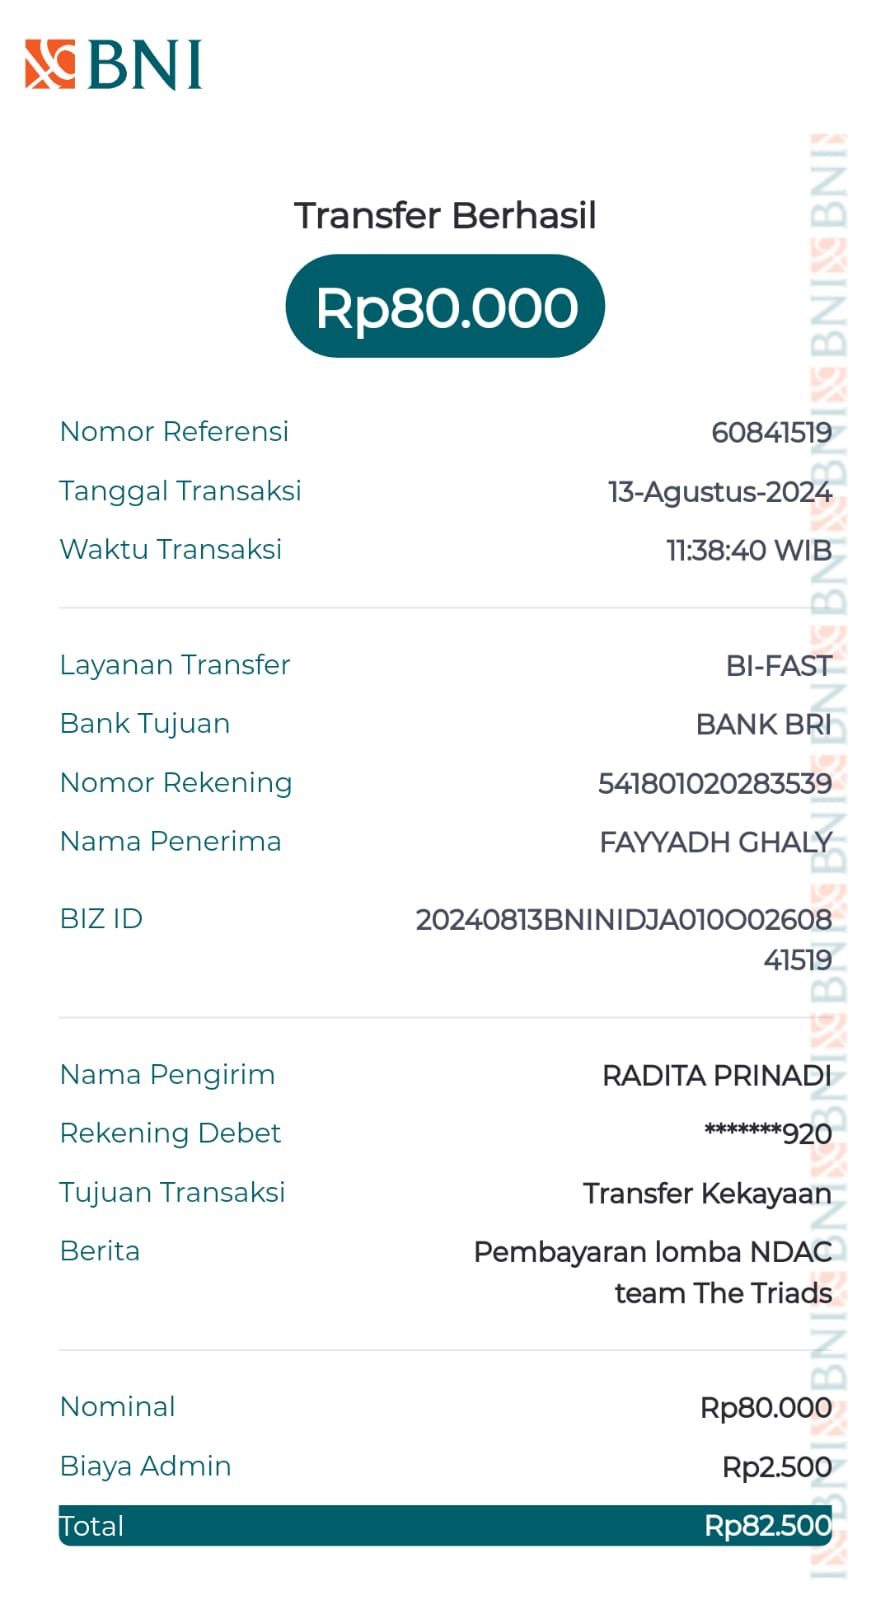 BNI
Transfer Berhasil
Rp80.000
Nomor Referensi 60841519
Tanggal Transaksi 13-Agustus-2024
Waktu Transaksi 11:38:40 WIB
Layanan Transfer BI-FAST
Bank Tujuan BANK BRI
Nomor Rekening 541801020283539
Nama Penerima FAYYADH GHALY
BIZ ID 20240813BNINIDJA010O02608
41519
Nama Pengirim RADITA PRINADI
Rekening Debet *******920
Tujuan Transaksi Transfer Kekayaan
Berita Pembayaran lomba NDAC
team The Triads
Nominal Rp80.000
Biaya Admin Rp2.500
Total Rp82.500
BNI BNI BNI BNI BNI BNI BNI BNI BNI BNI BNI